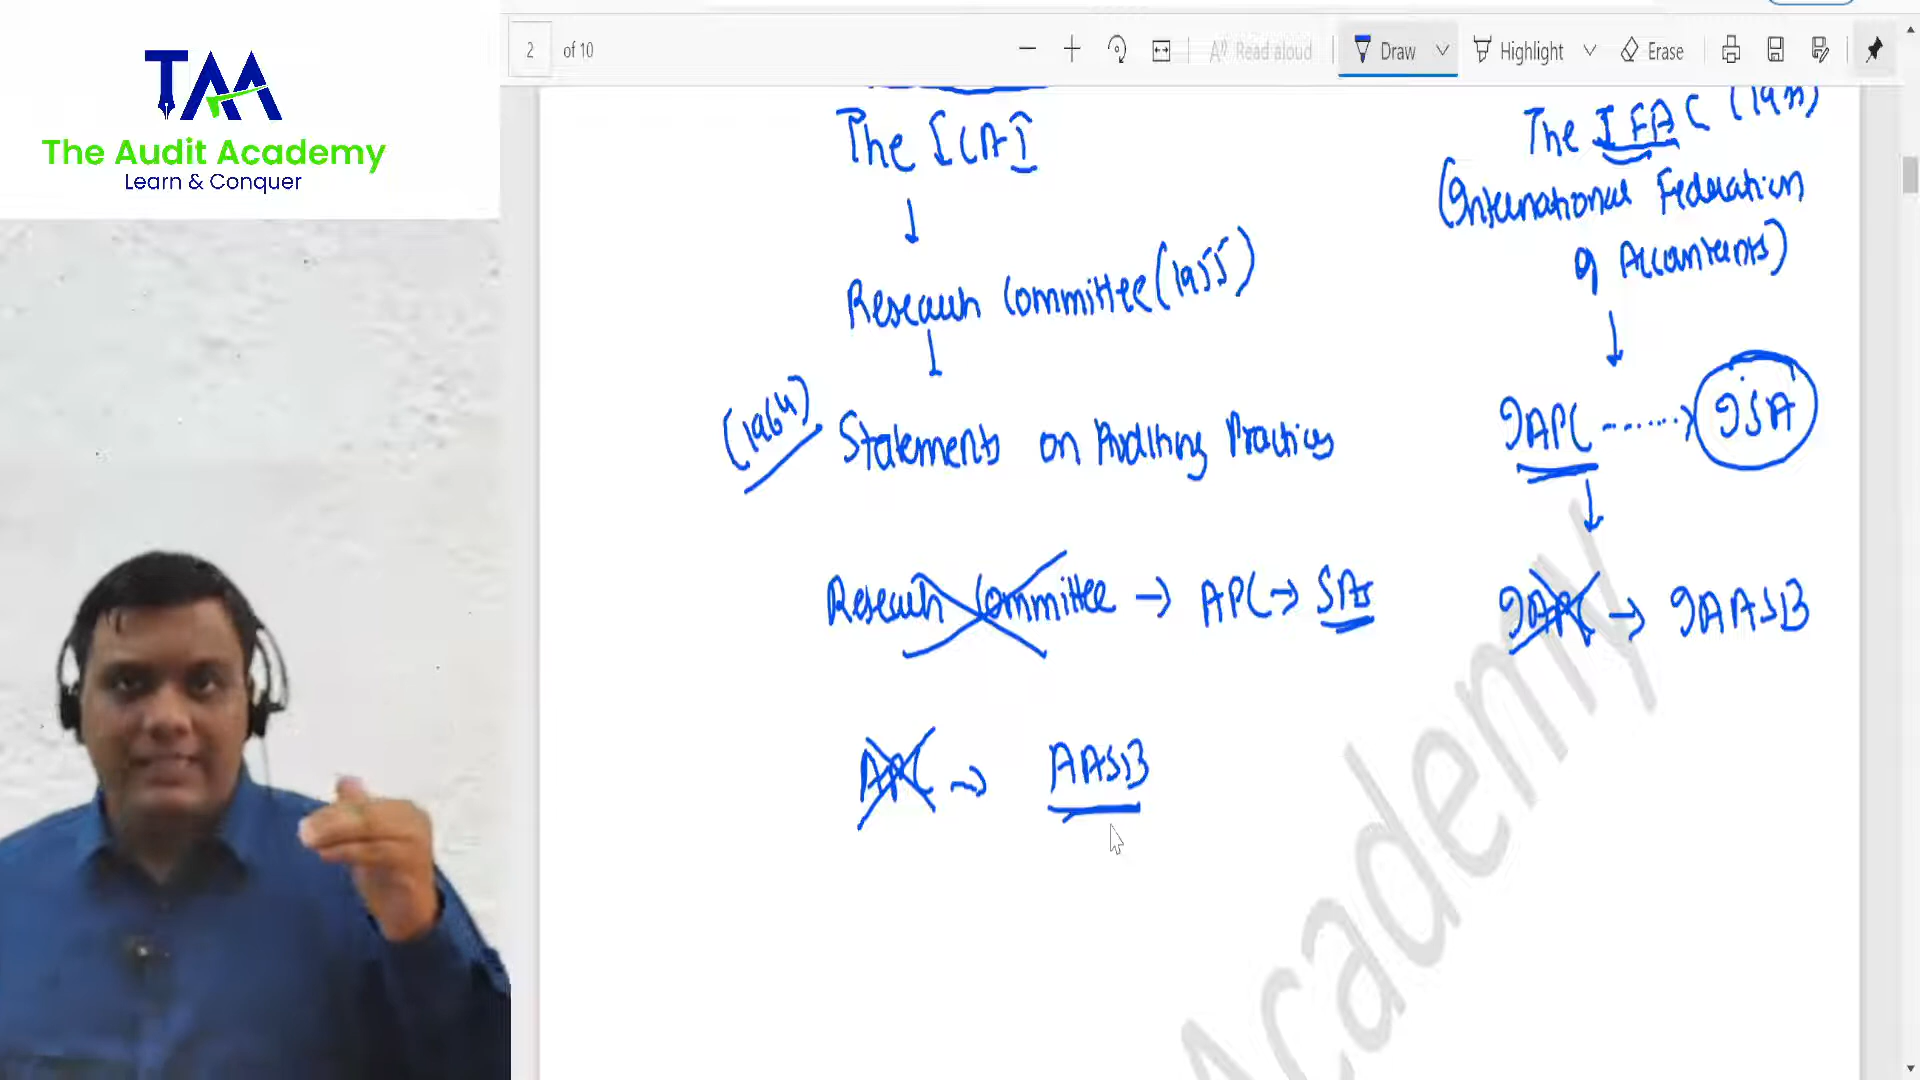 TAA
The Audit Academy
Learn & Conquer
2 of 10
Read aloud
Draw
Highlight
Erase
The ICAI
Research Committee (1955)
(1964)
Statements on Auditing Practices
Research Committee → APC → SAs
APC → AASB
The IFAC
(International Federation
of Accountants)
IAPC → ISA
IAPC → IAASB
Academy